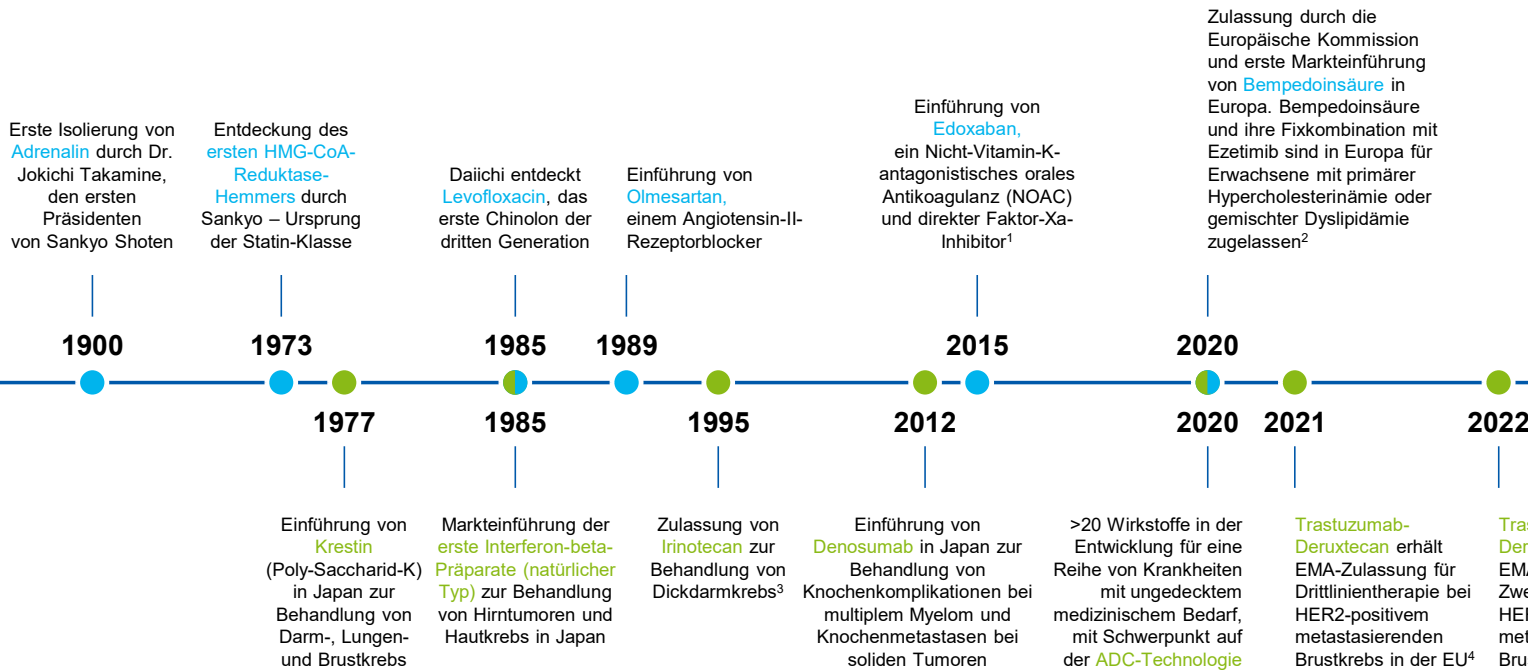 Erste Isolierung von
Adrenalin durch Dr.
Jokichi Takamine,
den ersten
Präsidenten
von Sankyo Shoten
Entdeckung des
ersten HMG-CoA-
Reduktase-
Hemmers durch
Sankyo – Ursprung
der Statin-Klasse
Daiichi entdeckt
Levofloxacin, das
erste Chinolon der
dritten Generation
Einführung von
Olmesartan,
einem Angiotensin-II-
Rezeptorblocker
Einführung von
Edoxaban,
ein Nicht-Vitamin-K-
antagonistisches orales
Antikoagulanz (NOAC)
und direkter Faktor-Xa-
Inhibitor¹
Zulassung durch die
Europäische Kommission
und erste Markteinführung
von Bempedoinsäure in
Europa. Bempedoinsäure
und ihre Fixkombination mit
Ezetimib sind in Europa für
Erwachsene mit primärer
Hypercholesterinämie oder
gemischter Dyslipidämie
zugelassen²
1900 1973 1985 1989 2015 2020
1977 1985 1995 2012 2020 2021 2022
Einführung von
Krestin
(Poly-Saccharid-K)
in Japan zur
Behandlung von
Darm-, Lungen-
und Brustkrebs
Markteinführung der
erste Interferon-beta-
Präparate (natürlicher
Typ) zur Behandlung
von Hirntumoren und
Hautkrebs in Japan
Zulassung von
Irinotecan zur
Behandlung von
Dickdarmkrebs³
Einführung von
Denosumab in Japan zur
Behandlung von
Knochenkomplikationen bei
multiplem Myelom und
Knochenmetastasen bei
soliden Tumoren
>20 Wirkstoffe in der
Entwicklung für eine
Reihe von Krankheiten
mit ungedecktem
medizinischem Bedarf,
mit Schwerpunkt auf
der ADC-Technologie
Trastuzumab-
Deruxtecan erhält
EMA-Zulassung für
Drittlinientherapie bei
HER2-positivem
metastasierenden
Brustkrebs in der EU⁴